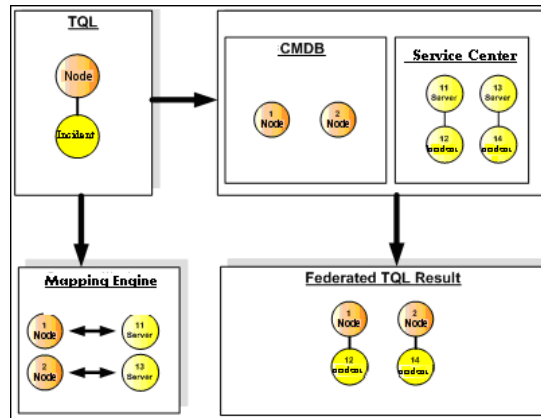 TQL
Node
Incident
CMDB
1
Node
2
Node
Service Center
11
Server
13
Server
12
14
Mapping Engine
1
Node
11
Server
2
Node
13
Server
Federated TQL Result
1
Node
2
Node
12
14